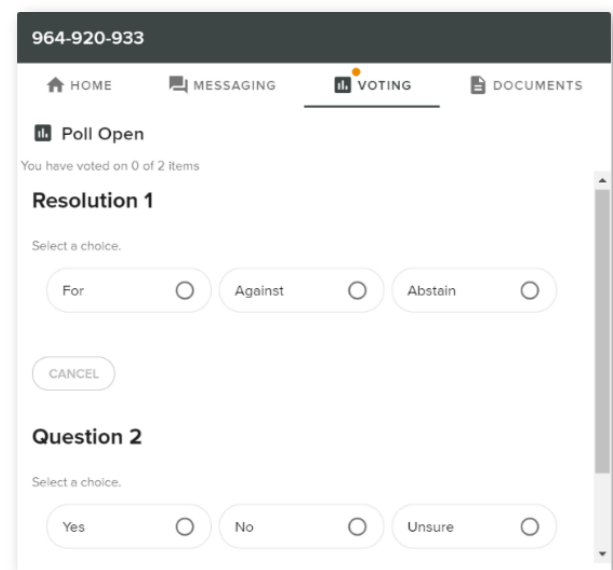 964-920-933
HOME MESSAGING VOTING DOCUMENTS
Poll Open
You have voted on 0 of 2 items
Resolution 1
Select a choice.
For Against Abstain
CANCEL
Question 2
Select a choice.
Yes No Unsure